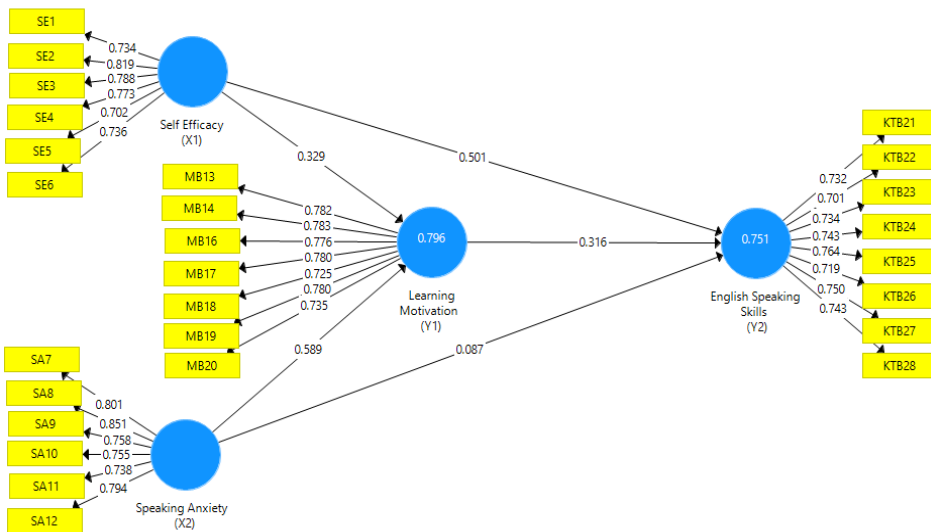 SE1
SE2
SE3
SE4
SE5
SE6
0.734
0.819
0.788
0.773
0.702
0.736
Self Efficacy
(X1)
0.329
0.501
MB13
MB14
MB16
MB17
MB18
MB19
MB20
0.782
0.783
0.776
0.780
0.725
0.780
0.735
0.796
Learning
Motivation
(Y1)
0.316
0.589
0.087
SA7
SA8
SA9
SA10
SA11
SA12
0.801
0.851
0.758
0.755
0.738
0.794
Speaking Anxiety
(X2)
0.751
English Speaking
Skills
(Y2)
0.732
0.701
0.734
0.743
0.764
0.719
0.750
0.743
KTB21
KTB22
KTB23
KTB24
KTB25
KTB26
KTB27
KTB28